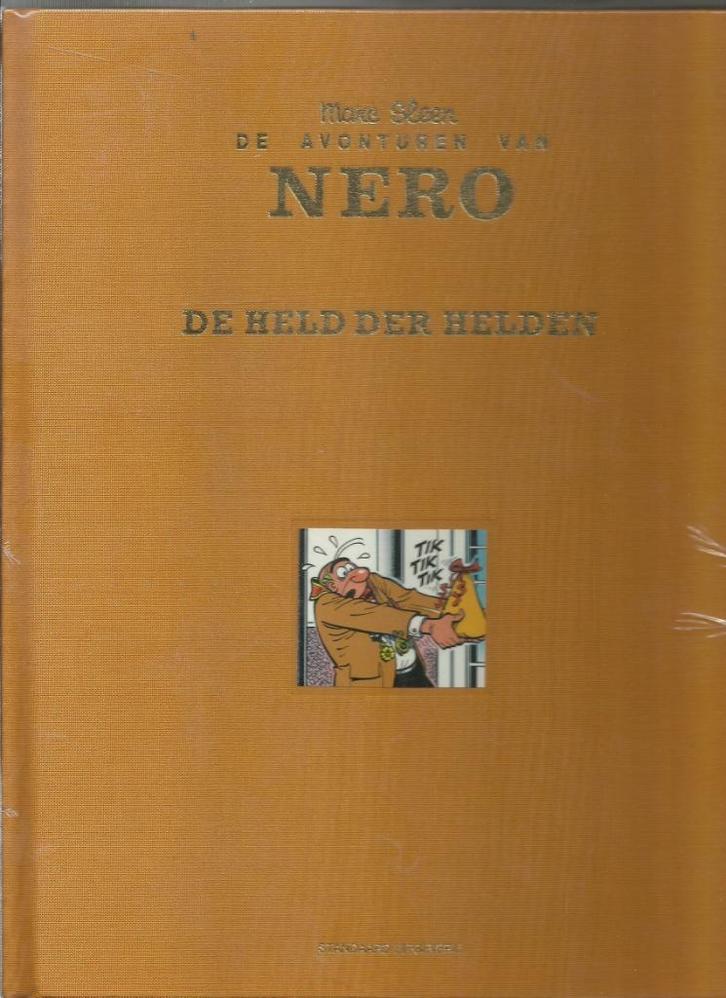 Marc Sleen
DE AVONTUREN VAN
NERO
DE HELD DER HELDEN
TIK
TIK
TIK
STANDAARD UITGEVERIJ